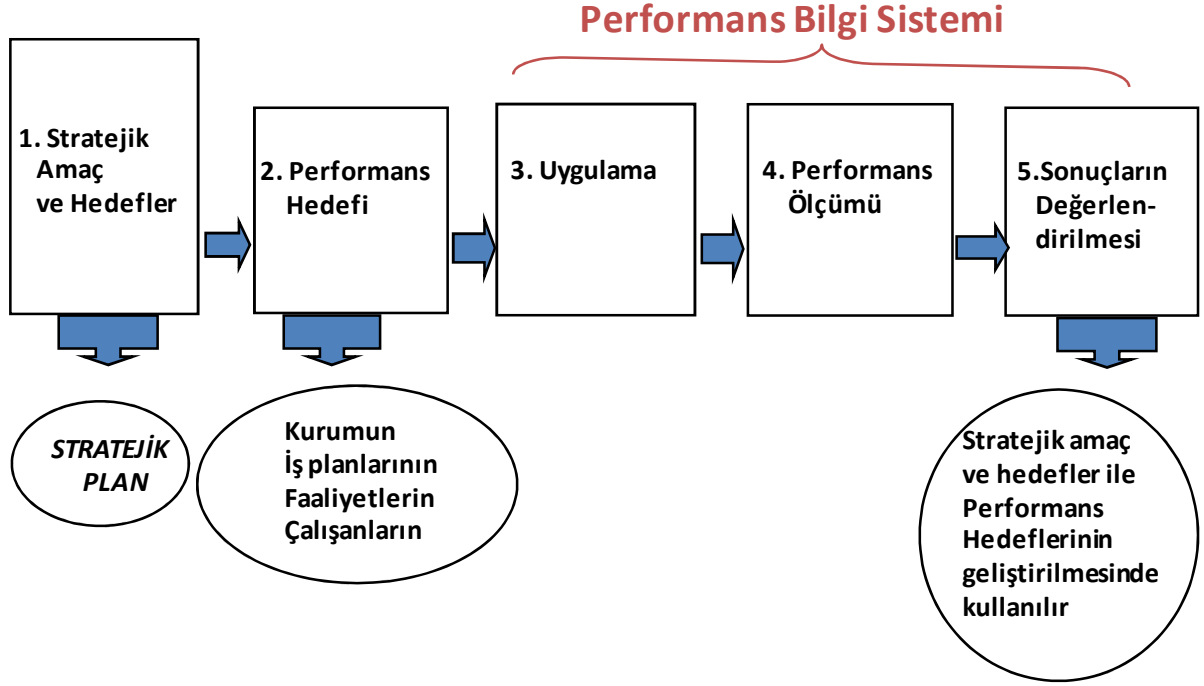 Performans Bilgi Sistemi
1. Stratejik
Amaç
ve Hedefler
2. Performans
Hedefi
3. Uygulama
4. Performans
Ölçümü
5.Sonuçların
Değerlen-
dirilmesi
STRATEJİK
PLAN
Kurumun
İş planlarının
Faaliyetlerin
Çalışanların
Stratejik amaç
ve hedefler ile
Performans
Hedeflerinin
geliştirilmesinde
kullanılır